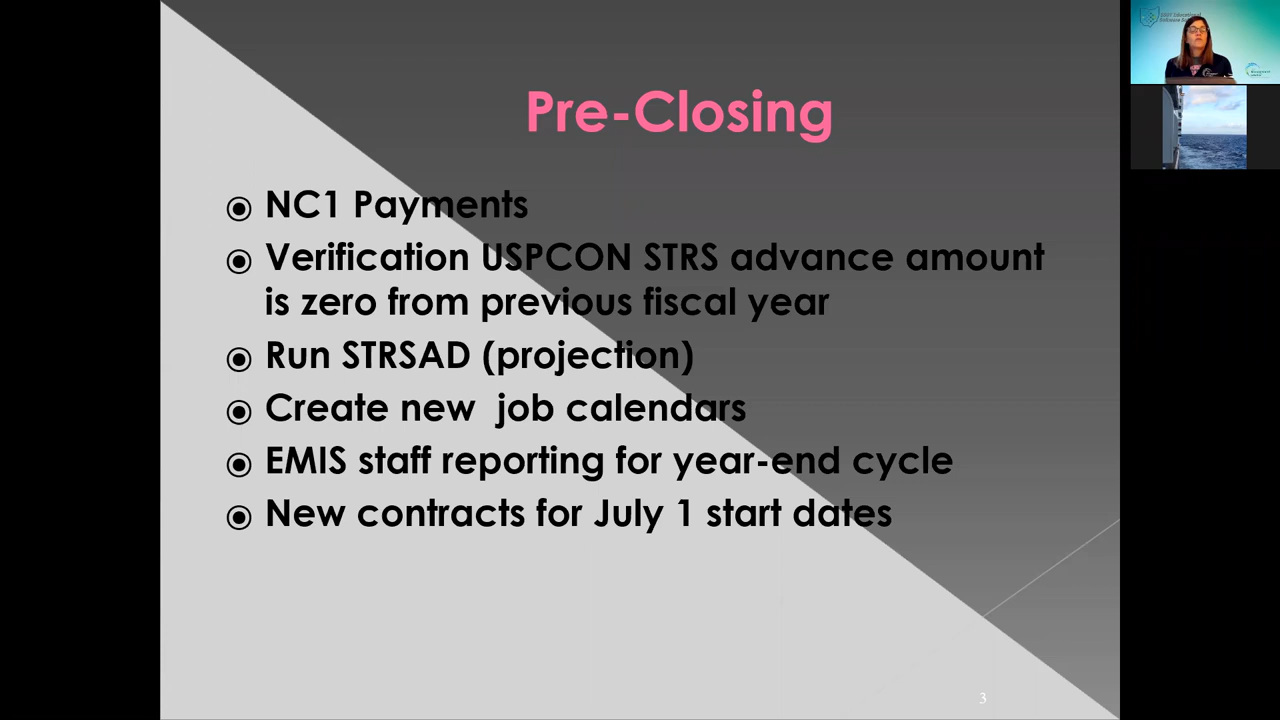 Pre-Closing
NC1 Payments
Verification USPCON STRS advance amount
is zero from previous fiscal year
Run STRSAD (projection)
Create new  job calendars
EMIS staff reporting for year-end cycle
New contracts for July 1 start dates
3